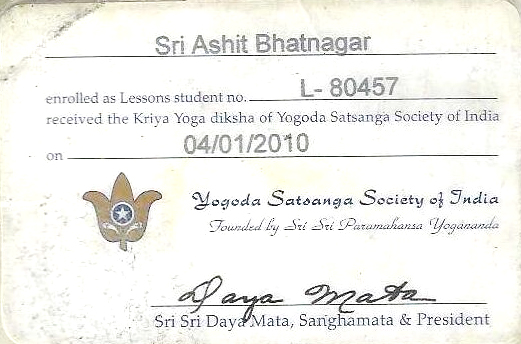 Sri Ashit Bhatnagar
enrolled as Lessons student no. L- 80457
received the Kriya Yoga diksha of Yogoda Satsanga Society of India
on 04/01/2010
Yogoda Satsanga Society of India
Founded by Sri Sri Paramahansa Yogananda
Daya Mata
Sri Sri Daya Mata, Sanghamata & President